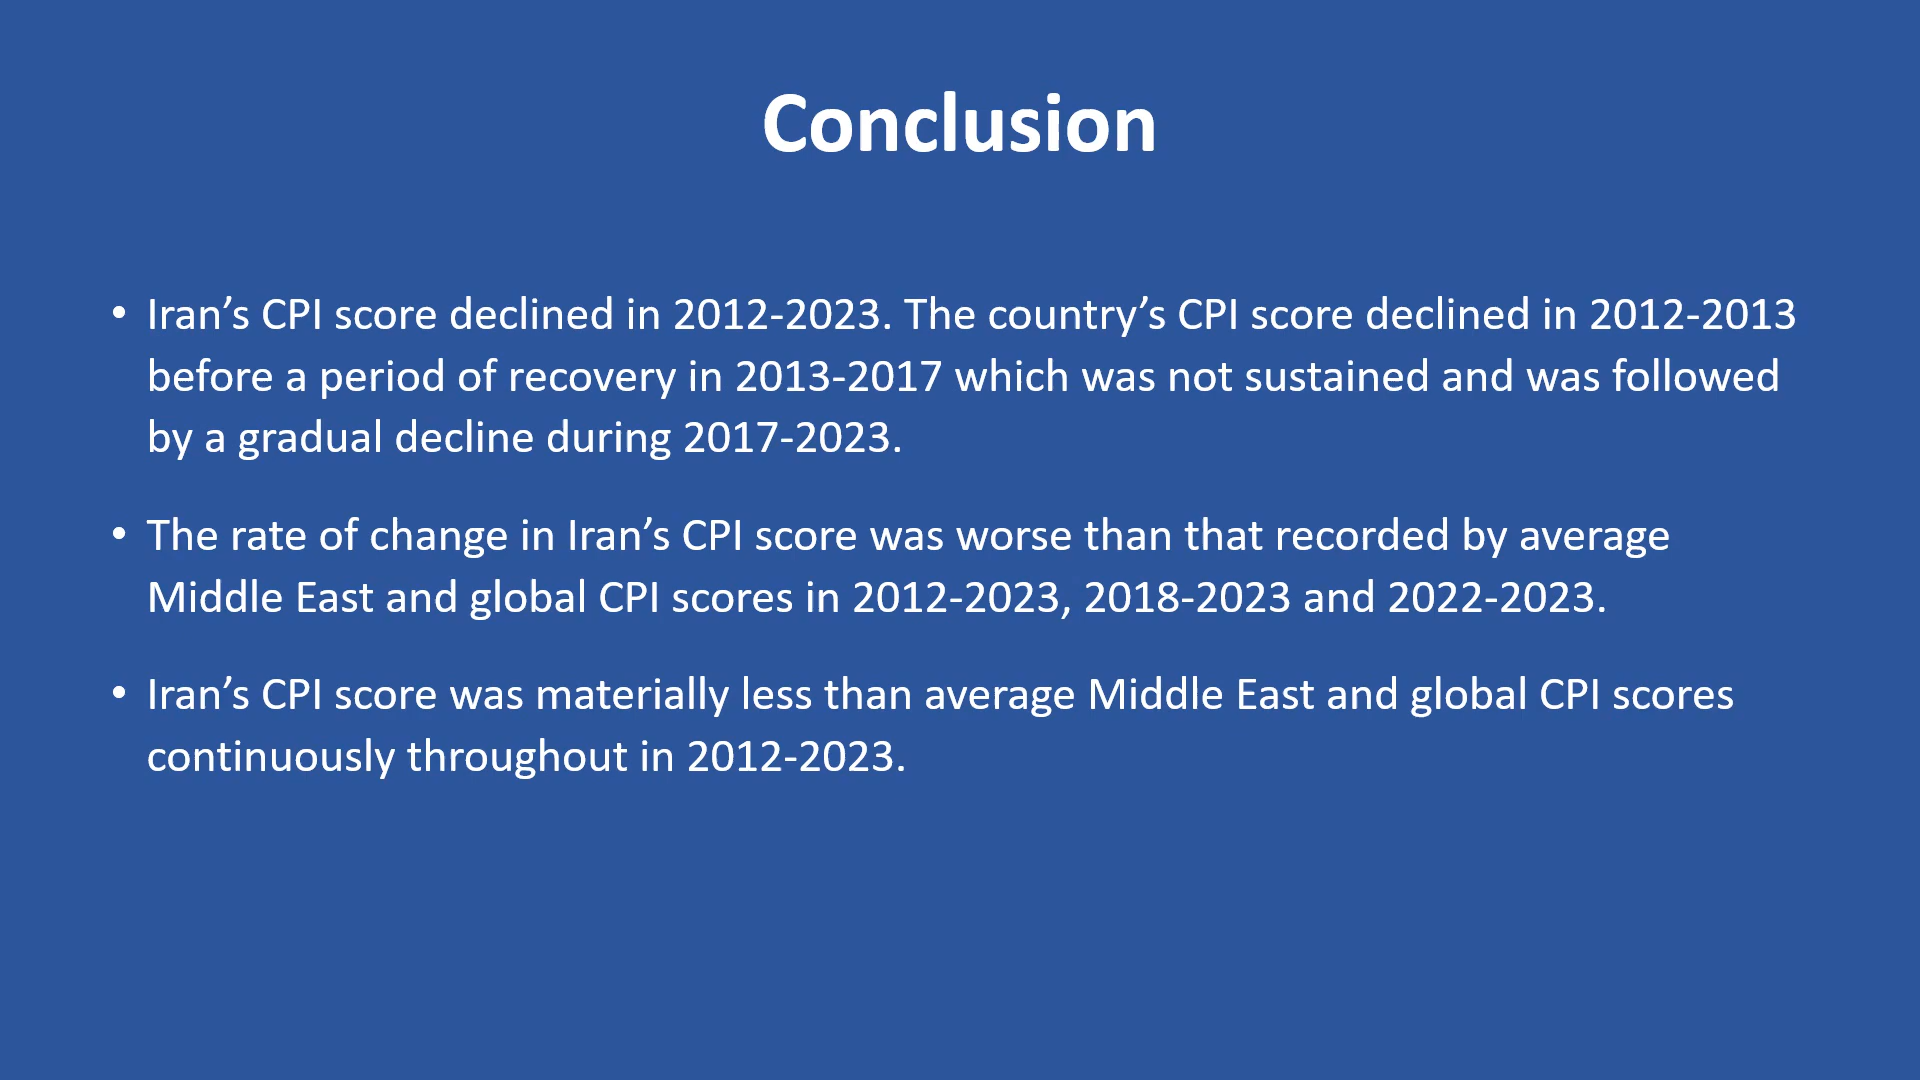 Conclusion
• Iran’s CPI score declined in 2012-2023. The country’s CPI score declined in 2012-2013
before a period of recovery in 2013-2017 which was not sustained and was followed
by a gradual decline during 2017-2023.
• The rate of change in Iran’s CPI score was worse than that recorded by average
Middle East and global CPI scores in 2012-2023, 2018-2023 and 2022-2023.
• Iran’s CPI score was materially less than average Middle East and global CPI scores
continuously throughout in 2012-2023.